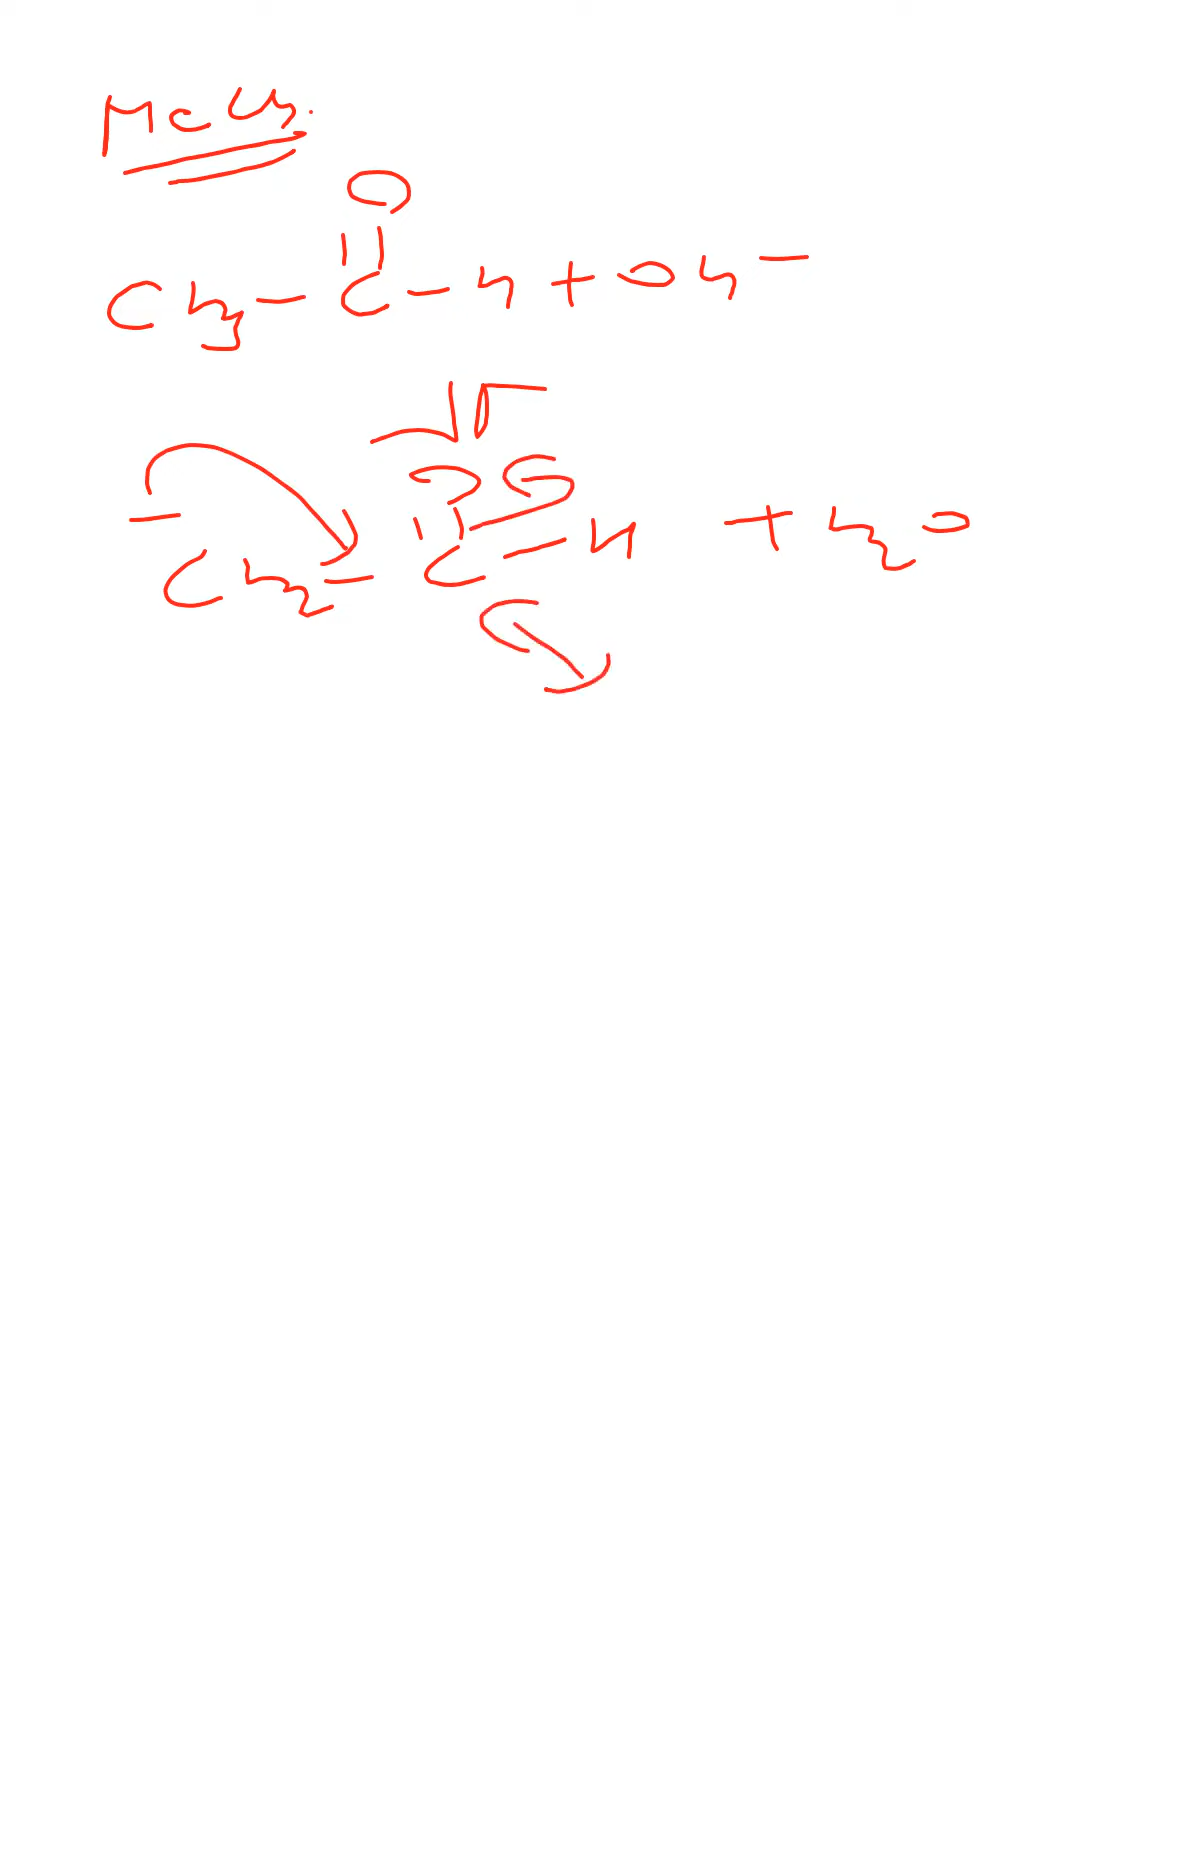 Mech.
O
||
CH3 - C - H + OH-
⇌
O
||
-CH2 - C - H + H2O